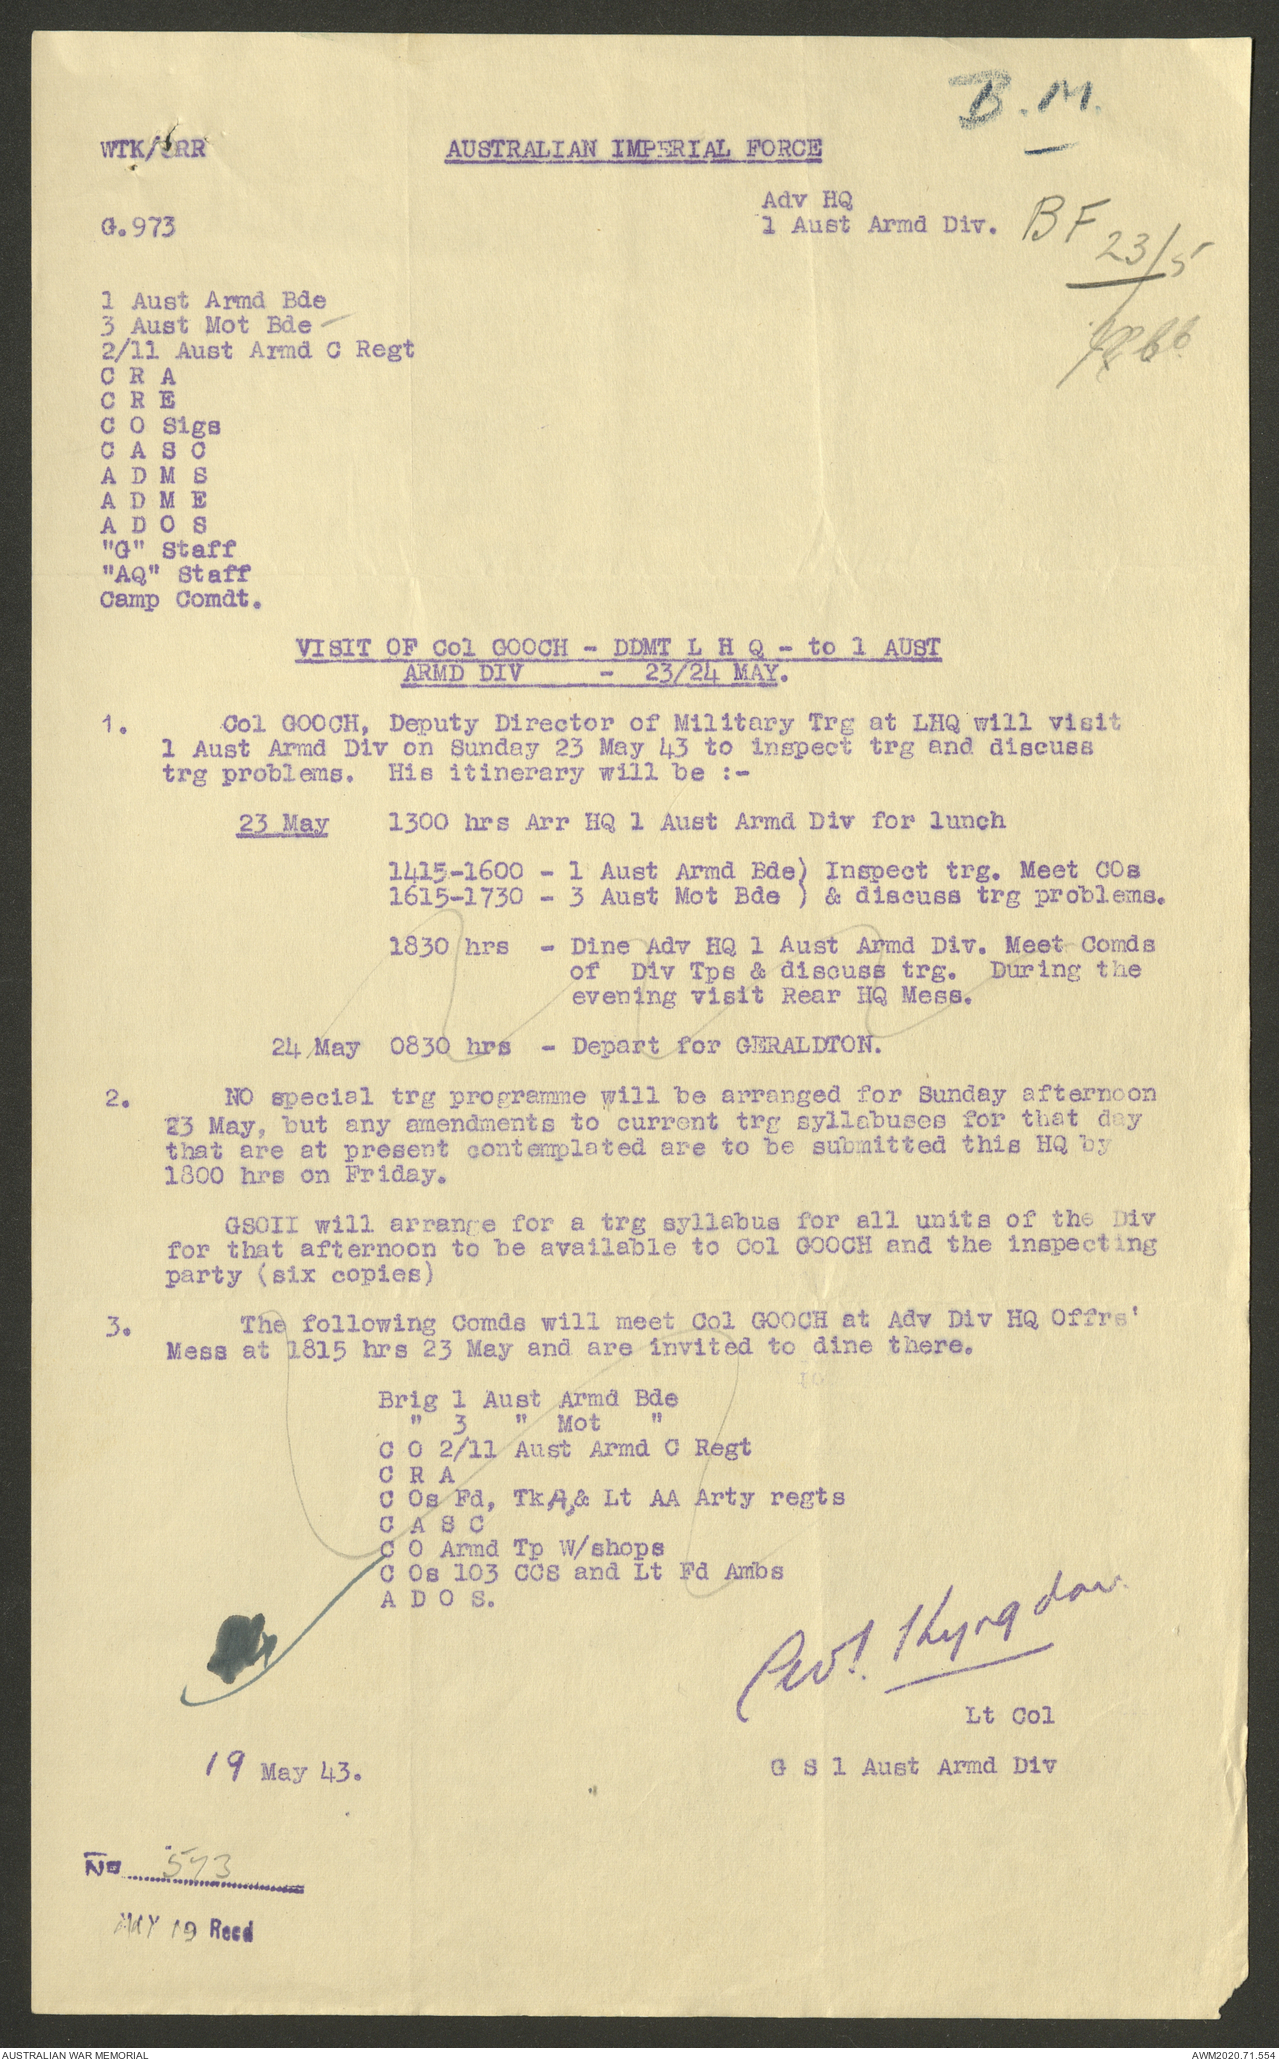 B.M.
AUSTRALIAN IMPERIAL FORCE
Adv HQ
1 Aust Armd Div.
G.973
BF 23/5
1 Aust Armd Bde
3 Aust Mot Bde
2/11 Aust Armd C Regt
C R A
C R E
C O Sigs
C A S C
A D M S
A D M E
A D O S
"G" Staff
"AQ" Staff
Camp Comdt.
VISIT OF Col GOOCH - DDMT L H Q - to 1 AUST
ARMD DIV - 23/24 MAY.
1. Col GOOCH, Deputy Director of Military Trg at LHQ will visit
1 Aust Armd Div on Sunday 23 May 43 to inspect trg and discuss
trg problems. His itinerary will be :-
23 May 1300 hrs Arr HQ 1 Aust Armd Div for lunch
1415-1600 - 1 Aust Armd Bde) Inspect trg. Meet COs
1615-1730 - 3 Aust Mot Bde ) & discuss trg problems.
1830 hrs - Dine Adv HQ 1 Aust Armd Div. Meet Comds
of Div Tps & discuss trg. During the
evening visit Rear HQ Mess.
24 May 0830 hrs - Depart for GERALDTON.
2. NO special trg programme will be arranged for Sunday afternoon
23 May, but any amendments to current trg syllabuses for that day
that are at present contemplated are to be submitted this HQ by
1800 hrs on Friday.
GSOII will arrange for a trg syllabus for all units of the Div
for that afternoon to be available to Col GOOCH and the inspecting
party (six copies)
3. The following Comds will meet Col GOOCH at Adv Div HQ Offrs'
Mess at 1815 hrs 23 May and are invited to dine there.
Brig 1 Aust Armd Bde
" 3 " Mot "
C O 2/11 Aust Armd C Regt
C R A
C Os Fd, Tk A, & Lt AA Arty regts
C A S C
C O Armd Tp W/shops
C Os 103 CCS and Lt Fd Ambs
A D O S.
Lt Col
19 May 43.
G S 1 Aust Armd Div
No 573
MAY 19 Recd
AUSTRALIAN WAR MEMORIAL
AWM2020.71.554